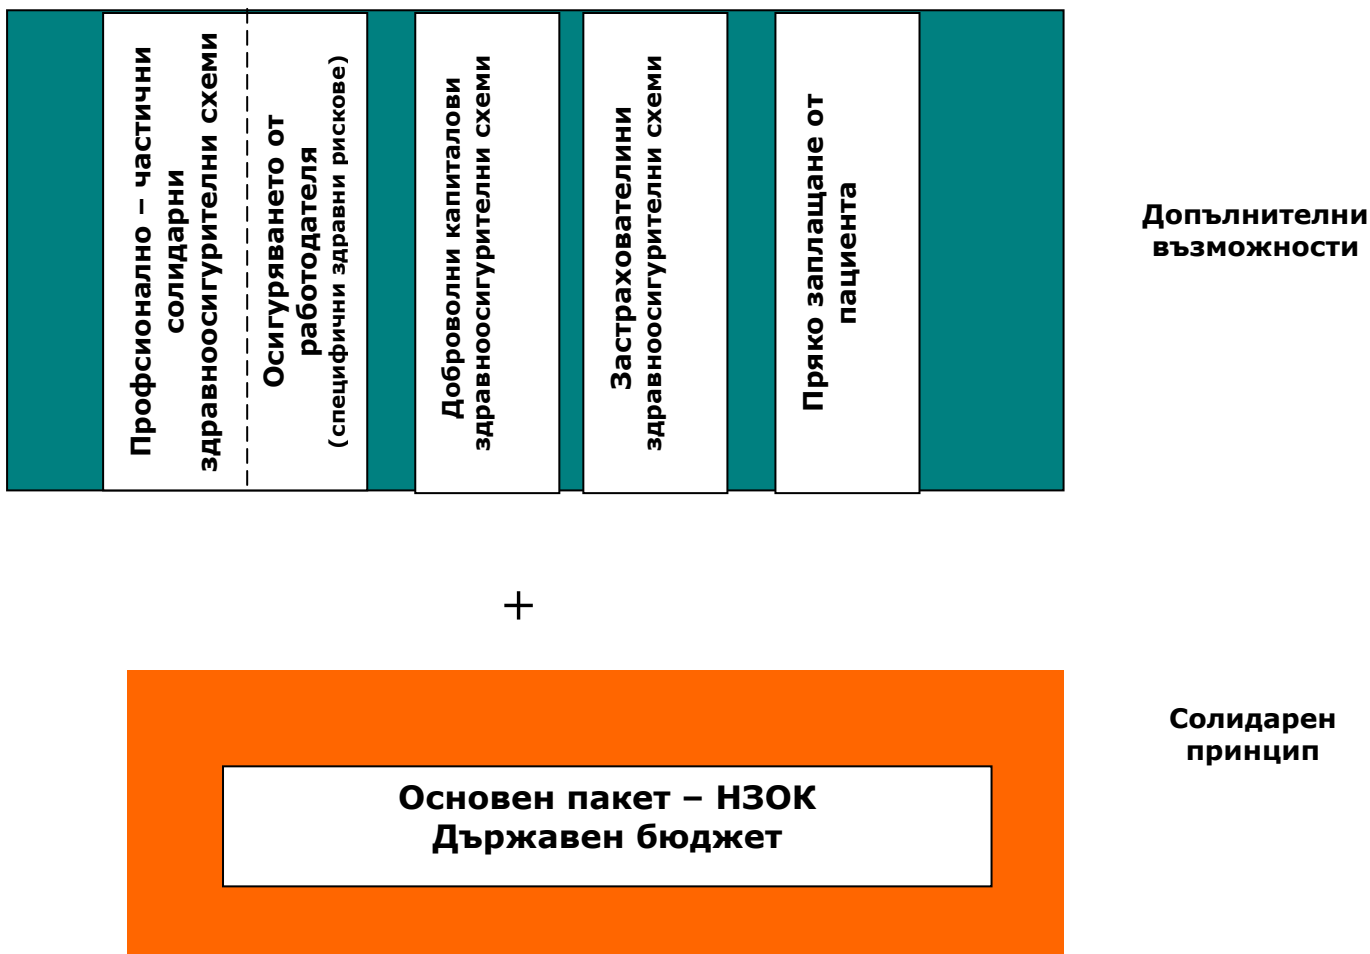 Профсионално – частични
солидарни
здравноосигурителни схеми
Осигуряването от
работодателя
(специфични здравни рискове)
Доброволни капиталови
здравноосигурителни схеми
Застрахователини
здравноосигурителни схеми
Пряко заплащане от
пациента
Допълнителни
възможности
+
Солидарен
принцип
Основен пакет – НЗОК
Държавен бюджет